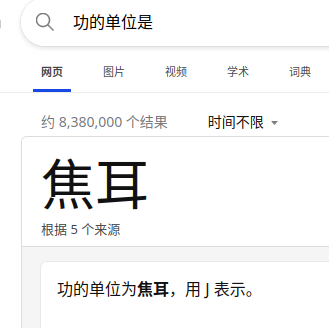 功的单位是
网页 图片 视频 学术 词典
约 8,380,000 个结果 时间不限
焦耳
根据 5 个来源
功的单位为焦耳，用 J 表示。